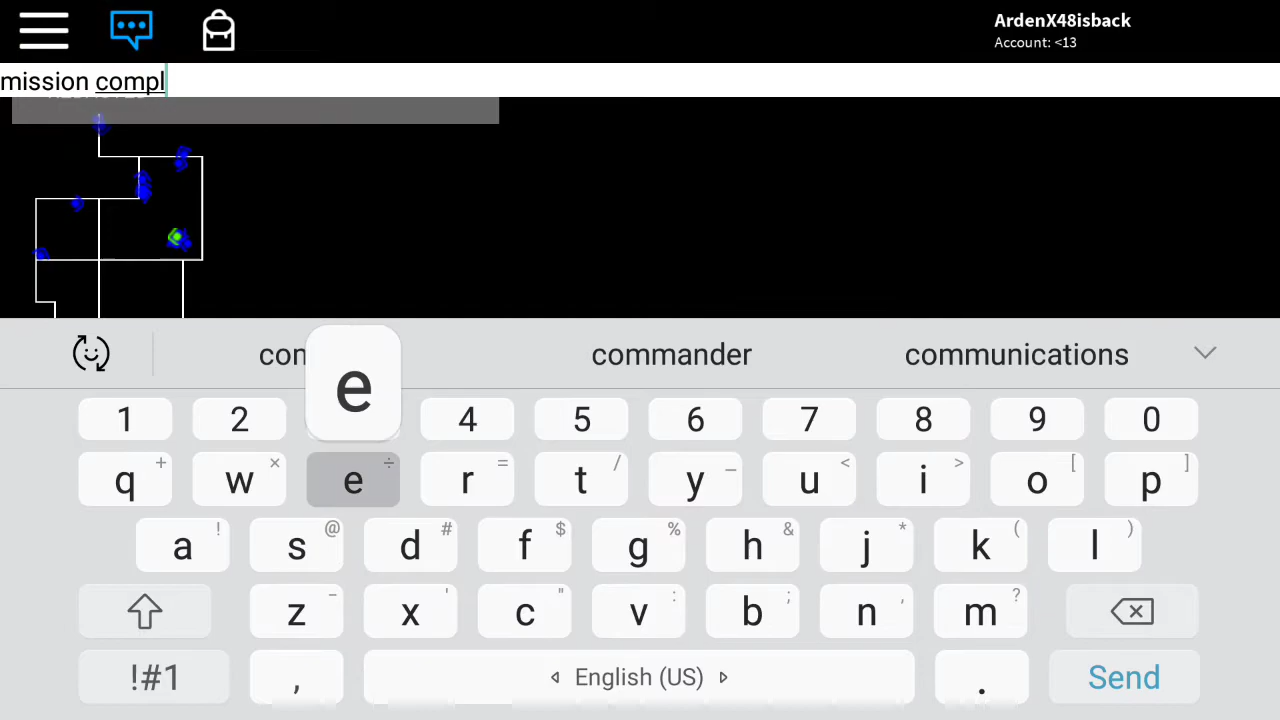 ArdenX48isback
Account: <13
mission compl
commander
communications
e
1 2 4 5 6 7 8 9 0
q + w × e ÷ r = t / y _ u < i > o [ p ]
a ! s @ d # f $ g % h & j * k ( l )
z - x ' c " v : b ; n , m ?
!#1 , English (US) . Send